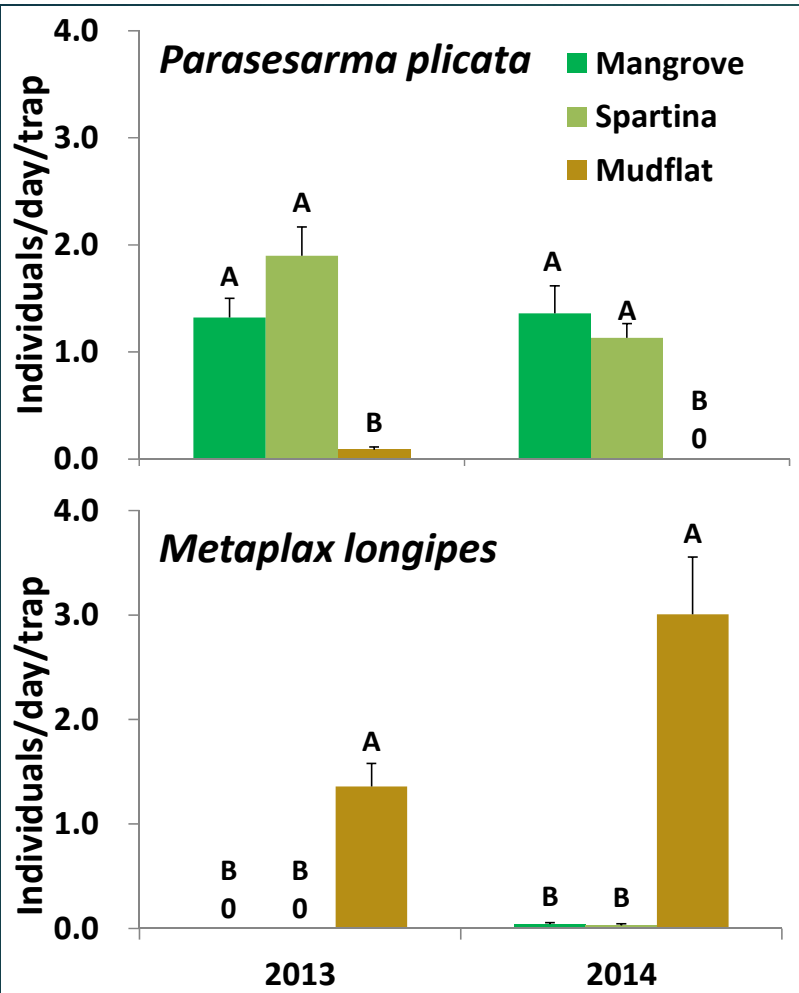 Individuals/day/trap
4.0
3.0
2.0
1.0
0.0
Parasesarma plicata
Mangrove
Spartina
Mudflat
A
A
B
A
A
B
0
Individuals/day/trap
4.0
3.0
2.0
1.0
0.0
Metaplax longipes
B
0
B
0
A
B
B
A
2013
2014